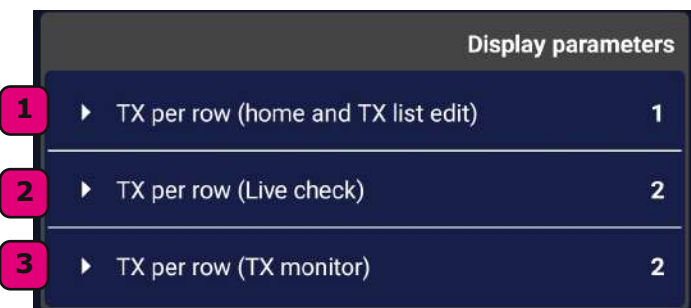 Display parameters
1 TX per row (home and TX list edit) 1
2 TX per row (Live check) 2
3 TX per row (TX monitor) 2